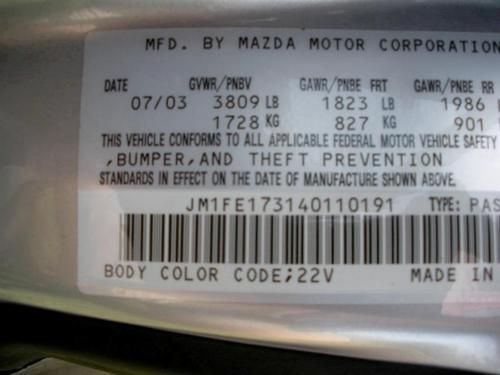 MFD. BY MAZDA MOTOR CORPORATION
DATE GVWR/PNBV GAWR/PNBE FRT GAWR/PNBE RR
07/03 3809 LB 1823 LB 1986
1728 KG 827 KG 901
THIS VEHICLE CONFORMS TO ALL APPLICABLE FEDERAL MOTOR VEHICLE SAFETY
,BUMPER,AND THEFT PREVENTION
STANDARDS IN EFFECT ON THE DATE OF MANUFACTURE SHOWN ABOVE.
JM1FE173140110191 TYPE: PAS
BODY COLOR CODE;22V MADE IN